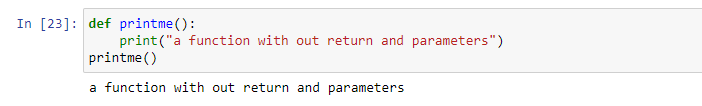 In [23]: def printme():
    print("a function with out return and parameters")
printme()
a function with out return and parameters